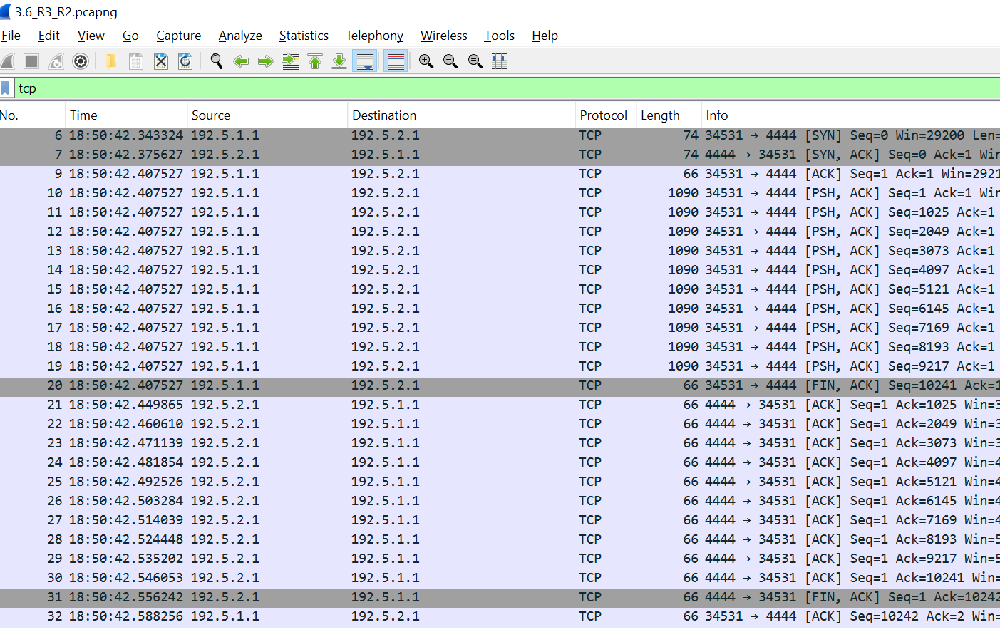 3.6_R3_R2.pcapng
File Edit View Go Capture Analyze Statistics Telephony Wireless Tools Help
tcp
No. Time Source Destination Protocol Length Info
6 18:50:42.343324 192.5.1.1 192.5.2.1 TCP 74 34531 → 4444 [SYN] Seq=0 Win=29200 Len=
7 18:50:42.375627 192.5.2.1 192.5.1.1 TCP 74 4444 → 34531 [SYN, ACK] Seq=0 Ack=1 Win
9 18:50:42.407527 192.5.1.1 192.5.2.1 TCP 66 34531 → 4444 [ACK] Seq=1 Ack=1 Win=2921
10 18:50:42.407527 192.5.1.1 192.5.2.1 TCP 1090 34531 → 4444 [PSH, ACK] Seq=1 Ack=1 Win
11 18:50:42.407527 192.5.1.1 192.5.2.1 TCP 1090 34531 → 4444 [PSH, ACK] Seq=1025 Ack=1
12 18:50:42.407527 192.5.1.1 192.5.2.1 TCP 1090 34531 → 4444 [PSH, ACK] Seq=2049 Ack=1
13 18:50:42.407527 192.5.1.1 192.5.2.1 TCP 1090 34531 → 4444 [PSH, ACK] Seq=3073 Ack=1
14 18:50:42.407527 192.5.1.1 192.5.2.1 TCP 1090 34531 → 4444 [PSH, ACK] Seq=4097 Ack=1
15 18:50:42.407527 192.5.1.1 192.5.2.1 TCP 1090 34531 → 4444 [PSH, ACK] Seq=5121 Ack=1
16 18:50:42.407527 192.5.1.1 192.5.2.1 TCP 1090 34531 → 4444 [PSH, ACK] Seq=6145 Ack=1
17 18:50:42.407527 192.5.1.1 192.5.2.1 TCP 1090 34531 → 4444 [PSH, ACK] Seq=7169 Ack=1
18 18:50:42.407527 192.5.1.1 192.5.2.1 TCP 1090 34531 → 4444 [PSH, ACK] Seq=8193 Ack=1
19 18:50:42.407527 192.5.1.1 192.5.2.1 TCP 1090 34531 → 4444 [PSH, ACK] Seq=9217 Ack=1
20 18:50:42.407527 192.5.1.1 192.5.2.1 TCP 66 34531 → 4444 [FIN, ACK] Seq=10241 Ack=1
21 18:50:42.449865 192.5.2.1 192.5.1.1 TCP 66 4444 → 34531 [ACK] Seq=1 Ack=1025 Win=3
22 18:50:42.460610 192.5.2.1 192.5.1.1 TCP 66 4444 → 34531 [ACK] Seq=1 Ack=2049 Win=3
23 18:50:42.471139 192.5.2.1 192.5.1.1 TCP 66 4444 → 34531 [ACK] Seq=1 Ack=3073 Win=3
24 18:50:42.481854 192.5.2.1 192.5.1.1 TCP 66 4444 → 34531 [ACK] Seq=1 Ack=4097 Win=4
25 18:50:42.492526 192.5.2.1 192.5.1.1 TCP 66 4444 → 34531 [ACK] Seq=1 Ack=5121 Win=4
26 18:50:42.503284 192.5.2.1 192.5.1.1 TCP 66 4444 → 34531 [ACK] Seq=1 Ack=6145 Win=4
27 18:50:42.514039 192.5.2.1 192.5.1.1 TCP 66 4444 → 34531 [ACK] Seq=1 Ack=7169 Win=4
28 18:50:42.524448 192.5.2.1 192.5.1.1 TCP 66 4444 → 34531 [ACK] Seq=1 Ack=8193 Win=5
29 18:50:42.535202 192.5.2.1 192.5.1.1 TCP 66 4444 → 34531 [ACK] Seq=1 Ack=9217 Win=5
30 18:50:42.546053 192.5.2.1 192.5.1.1 TCP 66 4444 → 34531 [ACK] Seq=1 Ack=10241 Win=
31 18:50:42.556242 192.5.2.1 192.5.1.1 TCP 66 4444 → 34531 [FIN, ACK] Seq=1 Ack=10242
32 18:50:42.588256 192.5.1.1 192.5.2.1 TCP 66 34531 → 4444 [ACK] Seq=10242 Ack=2 Win=